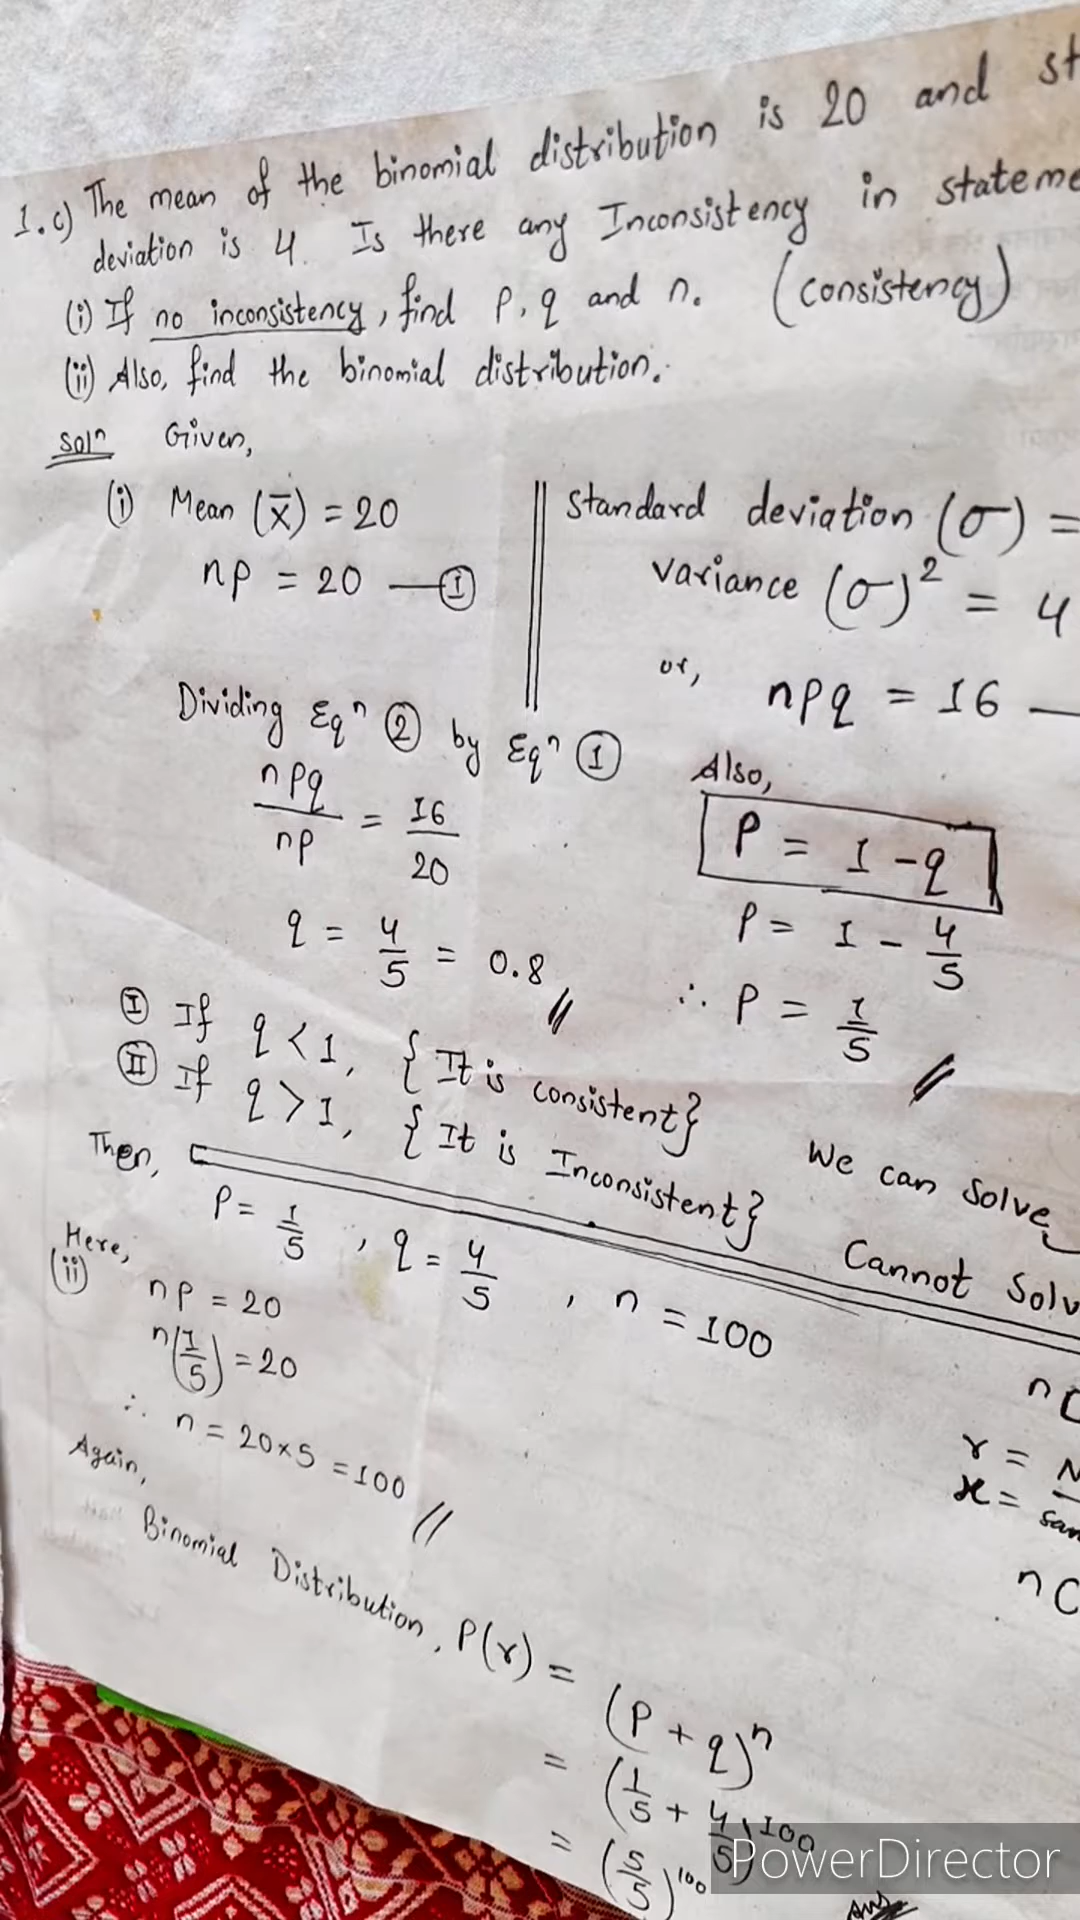 1.c) The mean of the binomial distribution is 20 and st
deviation is 4. Is there any Inconsistency in stateme
(i) If no inconsistency, find p, q and n. (consistency)
(ii) Also, find the binomial distribution.
Solⁿ Given,
(i) Mean (x̄) = 20
np = 20 —①
Standard deviation (σ) =
variance (σ)² = 4
or, npq = 16 —
Dividing Eqⁿ ② by Eqⁿ ①
npq/np = 16/20
q = 4/5 = 0.8
Also,
P = 1 - q
P = 1 - 4/5
∴ P = 1/5
Ⓘ If q < 1, {It is consistent} We can solve
Ⓘⓘ If q > 1, {It is Inconsistent} Cannot Solv
Then,
P = 1/5, q = 4/5, n = 100
Here,
(ii) np = 20
n(1/5) = 20
∴ n = 20×5 = 100
nC
r = N
x = San
nC
Again,
Binomial Distribution, P(r) = (P + q)ⁿ
= (1/5 + 4/5)¹⁰⁰
= (5/5)¹⁰⁰
Ans
PowerDirector